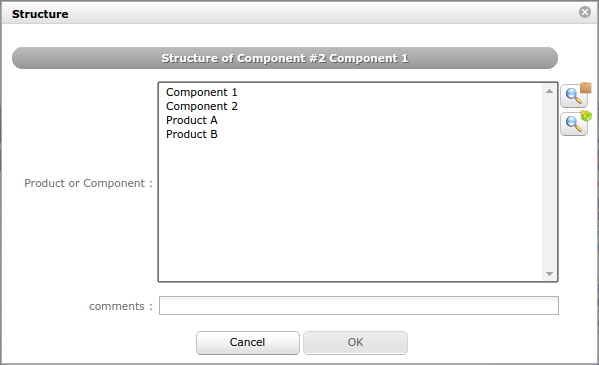 Structure
Structure of Component #2 Component 1
Component 1
Component 2
Product A
Product B
Product or Component :
comments :
Cancel
OK